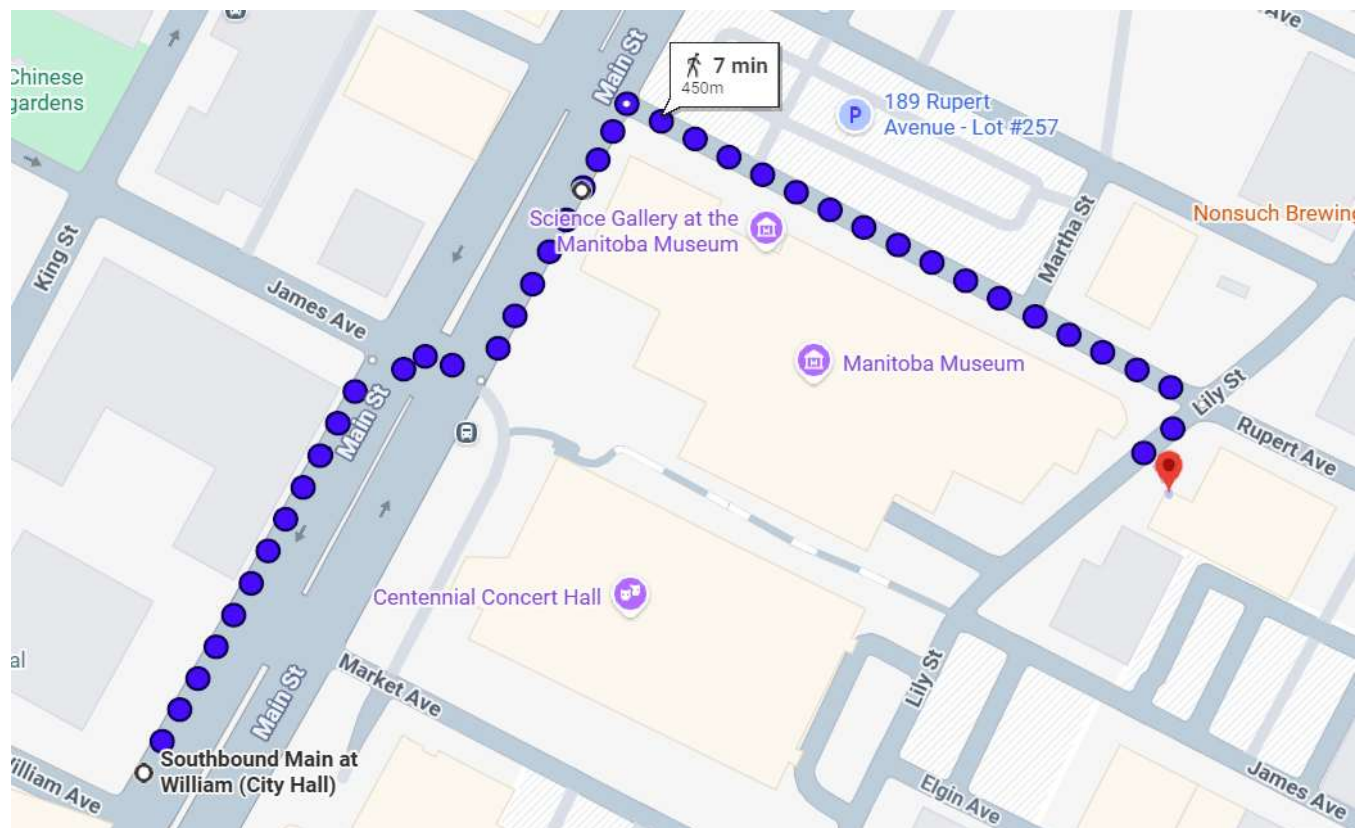 Ave
Chinese
gardens
Main St
7 min
450m
P
189 Rupert
Avenue - Lot #257
King St
Science Gallery at the
Manitoba Museum
Martha St
Nonsuch Brewing
James Ave
Manitoba Museum
Main St
Lily St
Rupert Ave
Centennial Concert Hall
al
Market Ave
Lily St
Main St
Southbound Main at
William (City Hall)
illiam Ave
Elgin Ave
James Ave